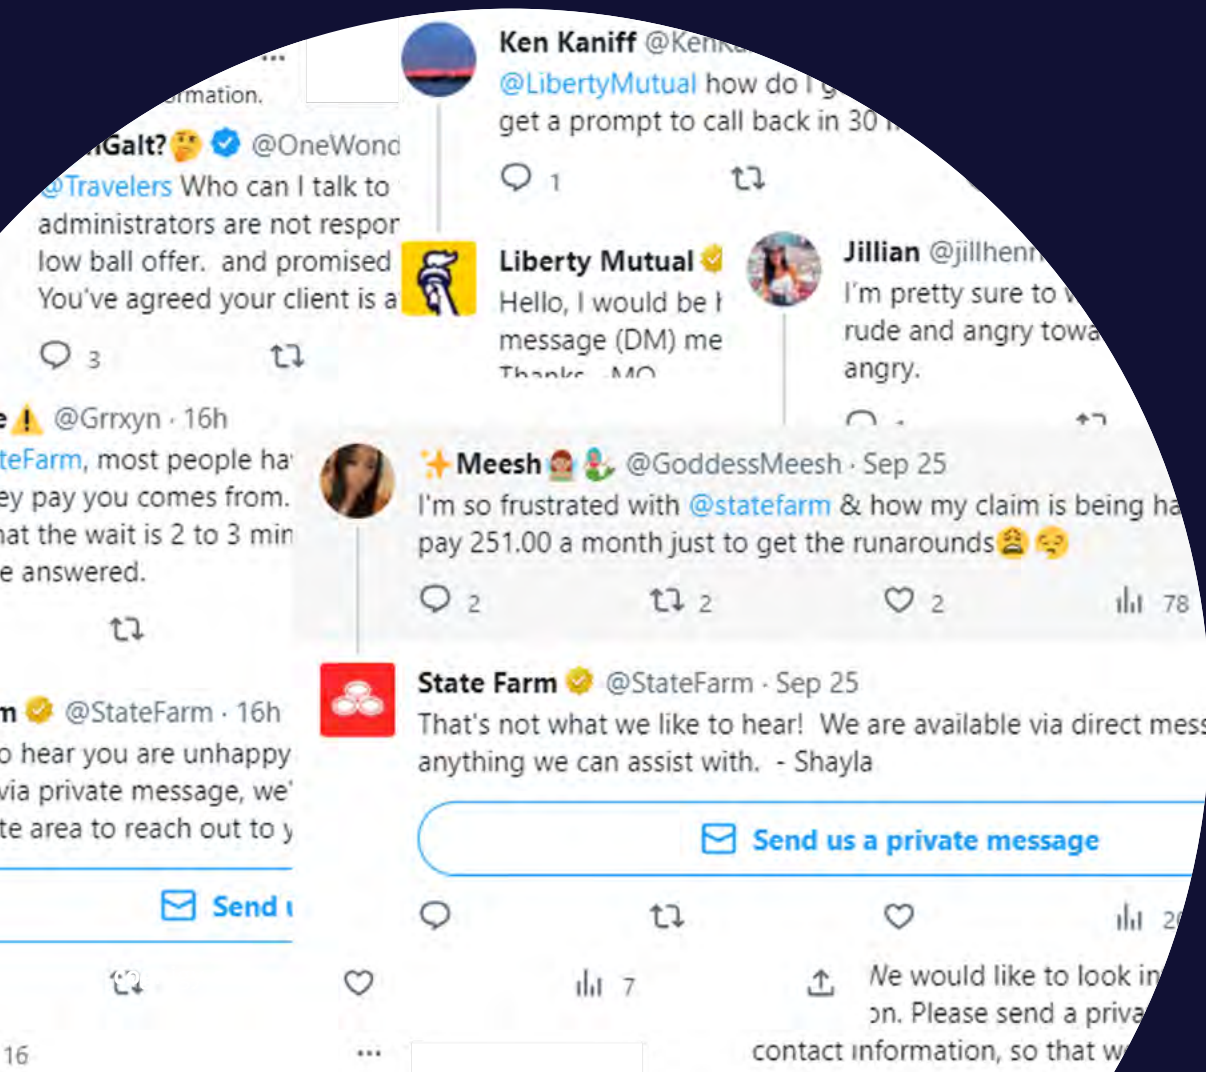 Ken Kaniff
@LibertyMutual how do I
get a prompt to call back in 30
1
...
formation.
Galt?🤔 @OneWond
@Travelers Who can I talk to
administrators are not respon
low ball offer. and promised
You've agreed your client is a
3
Liberty Mutual
Hello, I would be
message (DM) me
Thanks. -MO
Jillian @jillhenn
I'm pretty sure to
rude and angry towa
angry.
e⚠️ @Grrxyn · 16h
teFarm, most people ha
ey pay you comes from.
hat the wait is 2 to 3 min
e answered.
✨Meesh @GoddessMeesh · Sep 25
I'm so frustrated with @statefarm & how my claim is being ha
pay 251.00 a month just to get the runarounds😩😔
2 2 2 78
State Farm @StateFarm · Sep 25
That's not what we like to hear! We are available via direct mess
anything we can assist with. - Shayla
Send us a private message
m @StateFarm · 16h
o hear you are unhappy
via private message, we'
te area to reach out to y
Send u
7
16
...
We would like to look in
on. Please send a priva
contact information, so that we